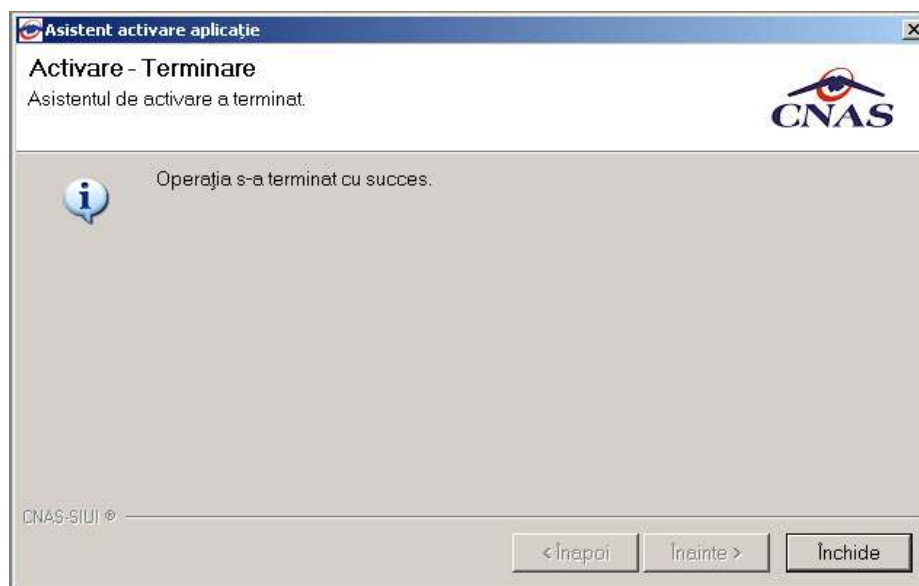 Asistent activare aplicație
Activare - Terminare
Asistentul de activare a terminat.
CNAS
Operația s-a terminat cu succes.
CNAS-SIUI ®
< Înapoi
Înainte >
Închide